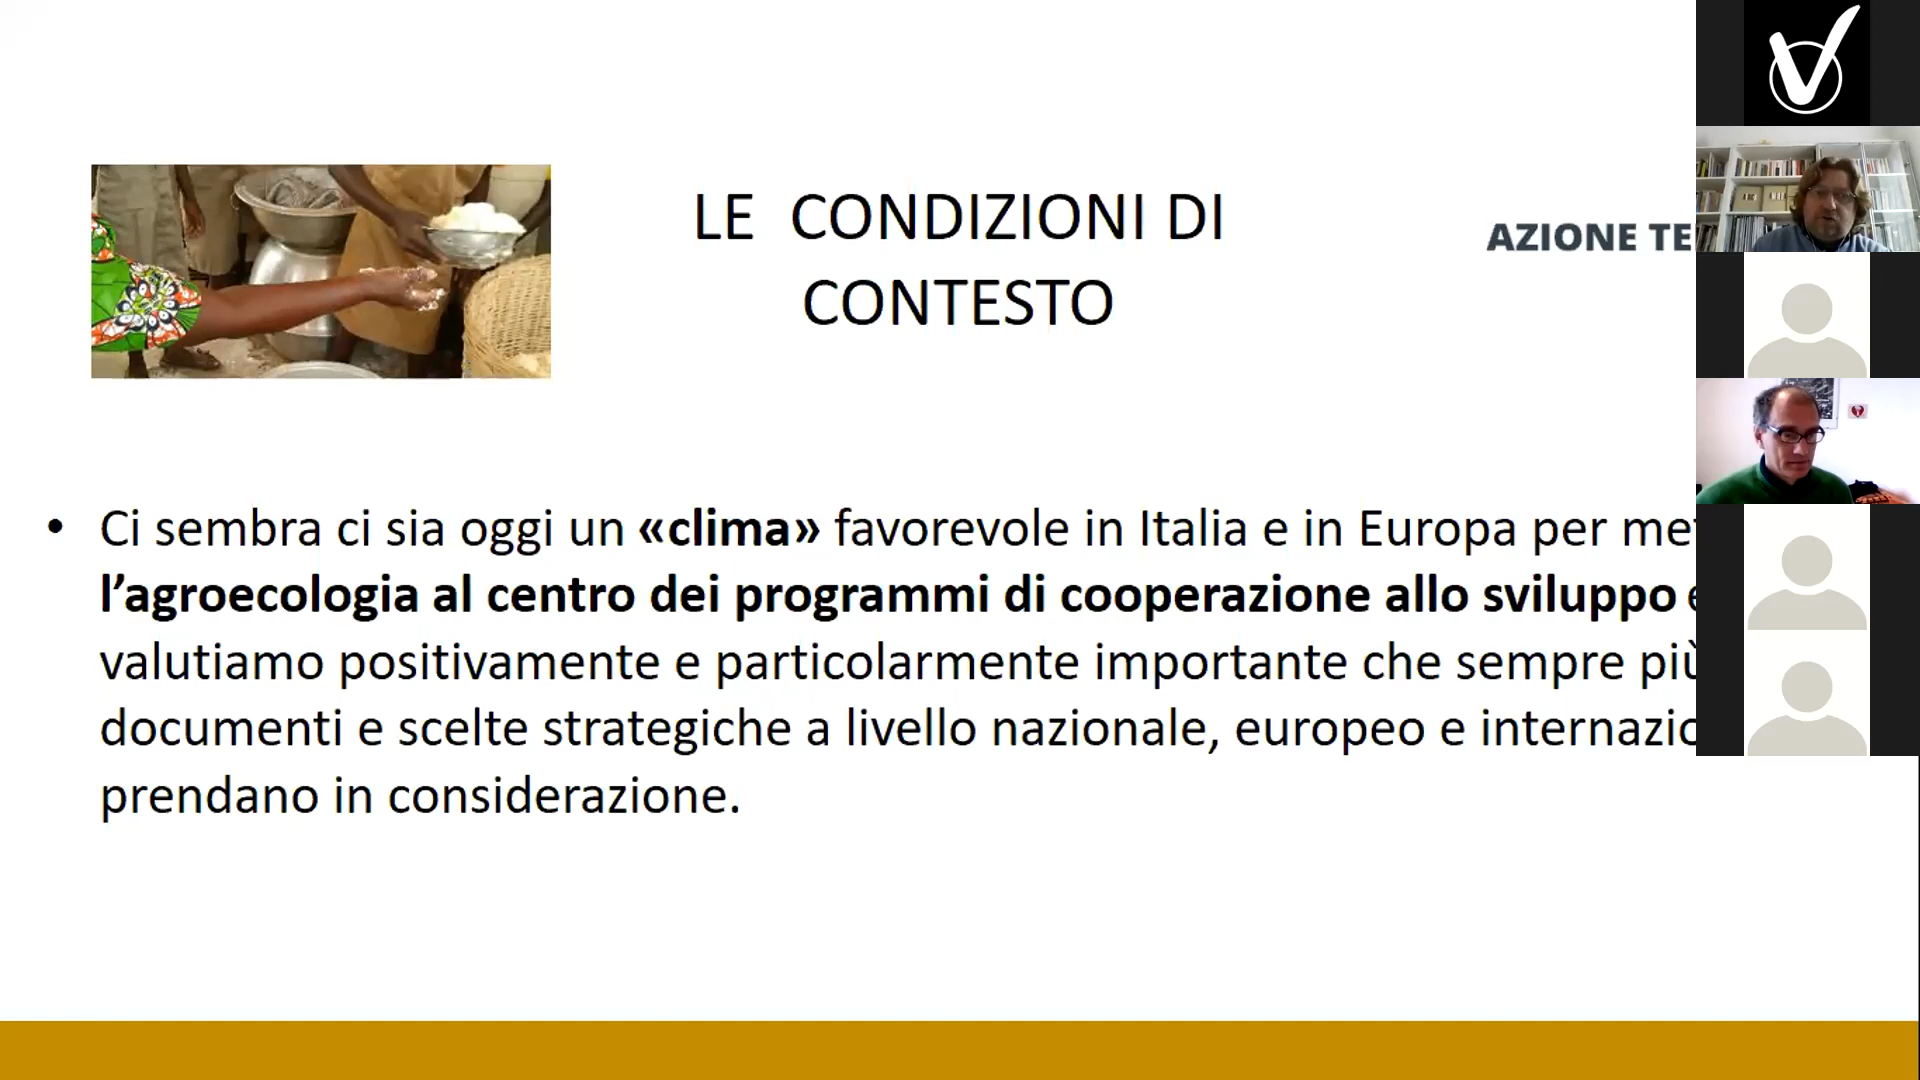 LE CONDIZIONI DI
CONTESTO
AZIONE TE
• Ci sembra ci sia oggi un «clima» favorevole in Italia e in Europa per
l’agroecologia al centro dei programmi di cooperazione allo sviluppo
valutiamo positivamente e particolarmente importante che sempre più
documenti e scelte strategiche a livello nazionale, europeo e
prendano in considerazione.